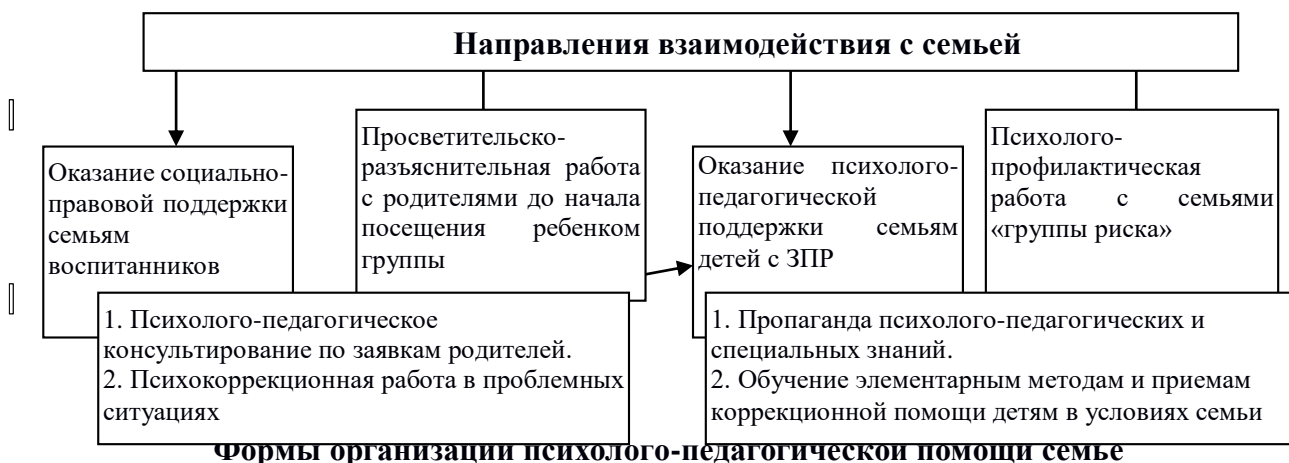 Направления взаимодействия с семьей
Оказание социально-
правовой поддержки
семьям
воспитанников
Просветительско-
разъяснительная работа
с родителями до начала
посещения ребенком
группы
Оказание психолого-
педагогической
поддержки семьям
детей с ЗПР
Психолого-
профилактическая
работа с семьями
«группы риска»
1. Психолого-педагогическое
консультирование по заявкам родителей.
2. Психокоррекционная работа в проблемных
ситуациях
1. Пропаганда психолого-педагогических и
специальных знаний.
2. Обучение элементарным методам и приемам
коррекционной помощи детям в условиях семьи
Формы организации психолого-педагогической помощи семье